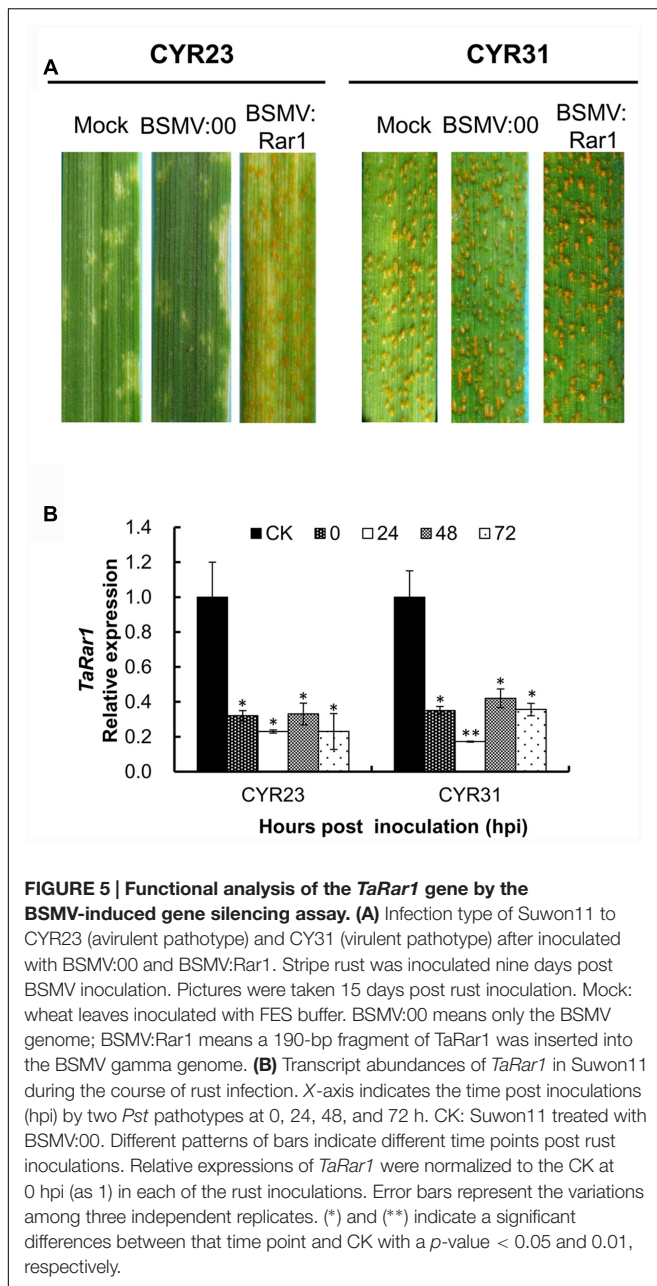 CYR23 CYR31
A
Mock BSMV:00 BSMV:
Rar1
Mock BSMV:00 BSMV:
Rar1
B
1.4
1.2
1.0
0.8
0.6
0.4
0.2
0.0
TaRar1
Relative expression
CK 0 24 48 72
* * * *
* ** * *
CYR23 CYR31
Hours post inoculation (hpi)
FIGURE 5 | Functional analysis of the TaRar1 gene by the
BSMV-induced gene silencing assay. (A) Infection type of Suwon11 to
CYR23 (avirulent pathotype) and CY31 (virulent pathotype) after inoculated
with BSMV:00 and BSMV:Rar1. Stripe rust was inoculated nine days post
BSMV inoculation. Pictures were taken 15 days post rust inoculation. Mock:
wheat leaves inoculated with FES buffer. BSMV:00 means only the BSMV
genome; BSMV:Rar1 means a 190-bp fragment of TaRar1 was inserted into
the BSMV gamma genome. (B) Transcript abundances of TaRar1 in Suwon11
during the course of rust infection. X-axis indicates the time post inoculations
(hpi) by two Pst pathotypes at 0, 24, 48, and 72 h. CK: Suwon11 treated with
BSMV:00. Different patterns of bars indicate different time points post rust
inoculations. Relative expressions of TaRar1 were normalized to the CK at
0 hpi (as 1) in each of the rust inoculations. Error bars represent the variations
among three independent replicates. (*) and (**) indicate a significant
differences between that time point and CK with a p-value < 0.05 and 0.01,
respectively.